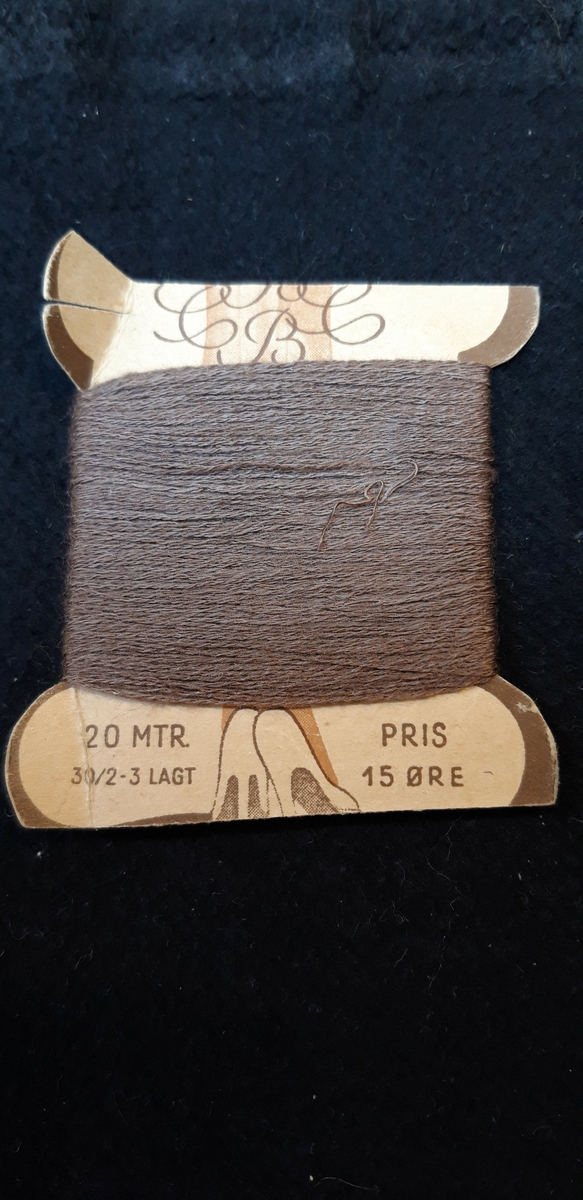 C B C
20 MTR.
30/2-3 LAGT
PRIS
15 ØRE